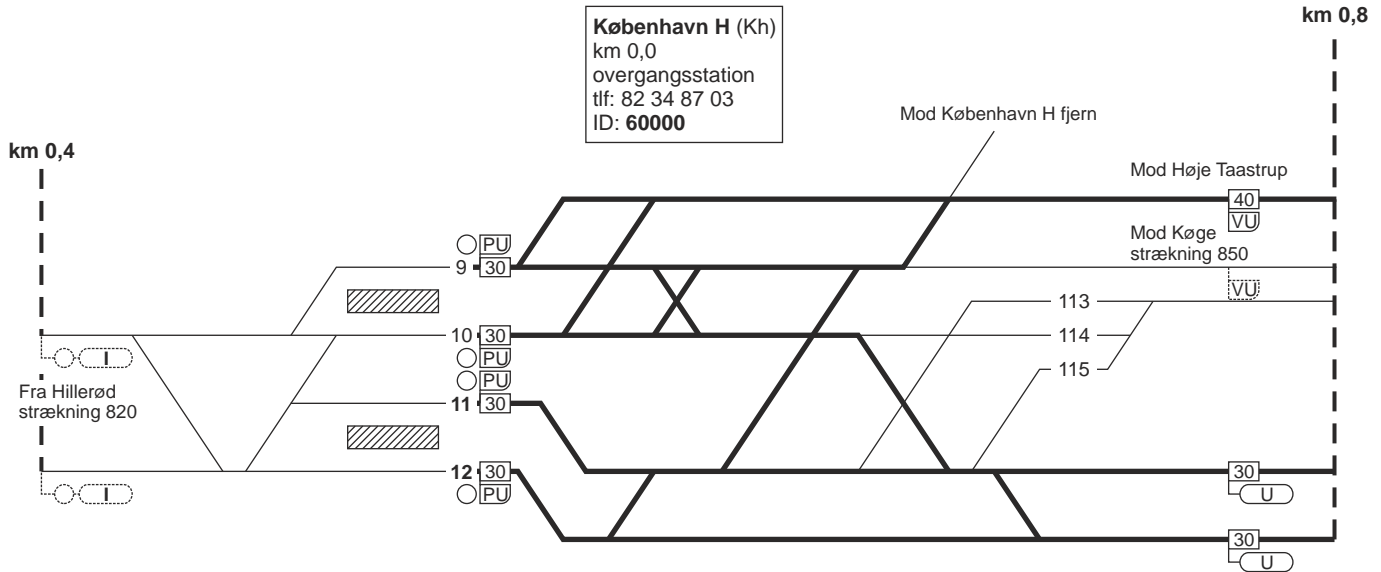 km 0,8
København H (Kh)
km 0,0
overgangsstation
tlf: 82 34 87 03
ID: 60000
Mod København H fjern
km 0,4
Mod Høje Taastrup
40
VU
Mod Køge
strækning 850
VU
PU
9 30
113
10 30
114
I
PU
PU
115
Fra Hillerød
strækning 820
11 30
12 30
30
I
PU
U
30
U